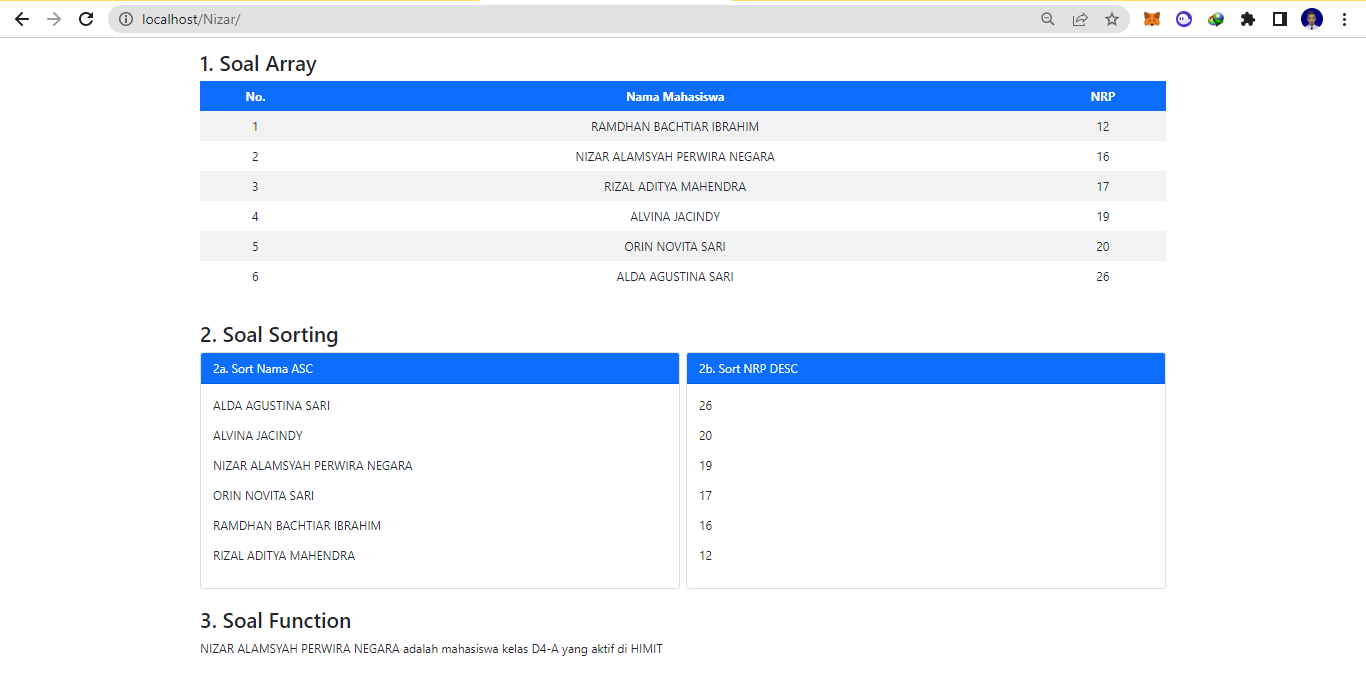 localhost/Nizar/
1. Soal Array
No. Nama Mahasiswa NRP
1 RAMDHAN BACHTIAR IBRAHIM 12
2 NIZAR ALAMSYAH PERWIRA NEGARA 16
3 RIZAL ADITYA MAHENDRA 17
4 ALVINA JACINDY 19
5 ORIN NOVITA SARI 20
6 ALDA AGUSTINA SARI 26
2. Soal Sorting
2a. Sort Nama ASC
ALDA AGUSTINA SARI
ALVINA JACINDY
NIZAR ALAMSYAH PERWIRA NEGARA
ORIN NOVITA SARI
RAMDHAN BACHTIAR IBRAHIM
RIZAL ADITYA MAHENDRA
2b. Sort NRP DESC
26
20
19
17
16
12
3. Soal Function
NIZAR ALAMSYAH PERWIRA NEGARA adalah mahasiswa kelas D4-A yang aktif di HIMIT